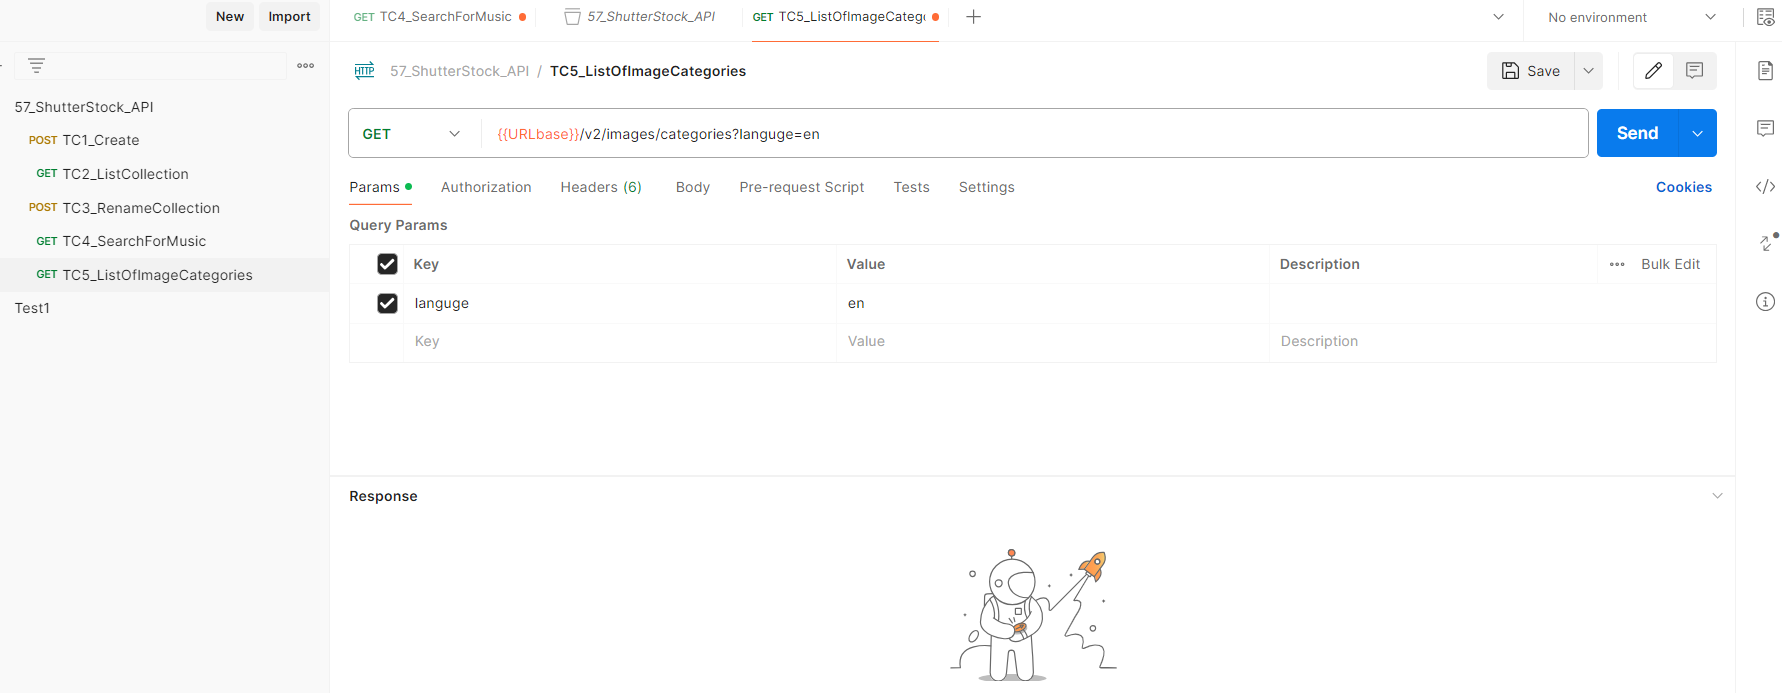 New Import
GET TC4_SearchForMusic
57_ShutterStock_API
GET TC5_ListOfImageCatego
No environment
HTTP 57_ShutterStock_API / TC5_ListOfImageCategories
Save
57_ShutterStock_API
POST TC1_Create
GET TC2_ListCollection
POST TC3_RenameCollection
GET TC4_SearchForMusic
GET TC5_ListOfImageCategories
Test1
GET {{URLbase}}/v2/images/categories?languge=en
Send
Params Authorization Headers (6) Body Pre-request Script Tests Settings Cookies
Query Params
Key Value Description Bulk Edit
languge en
Key Value Description
Response